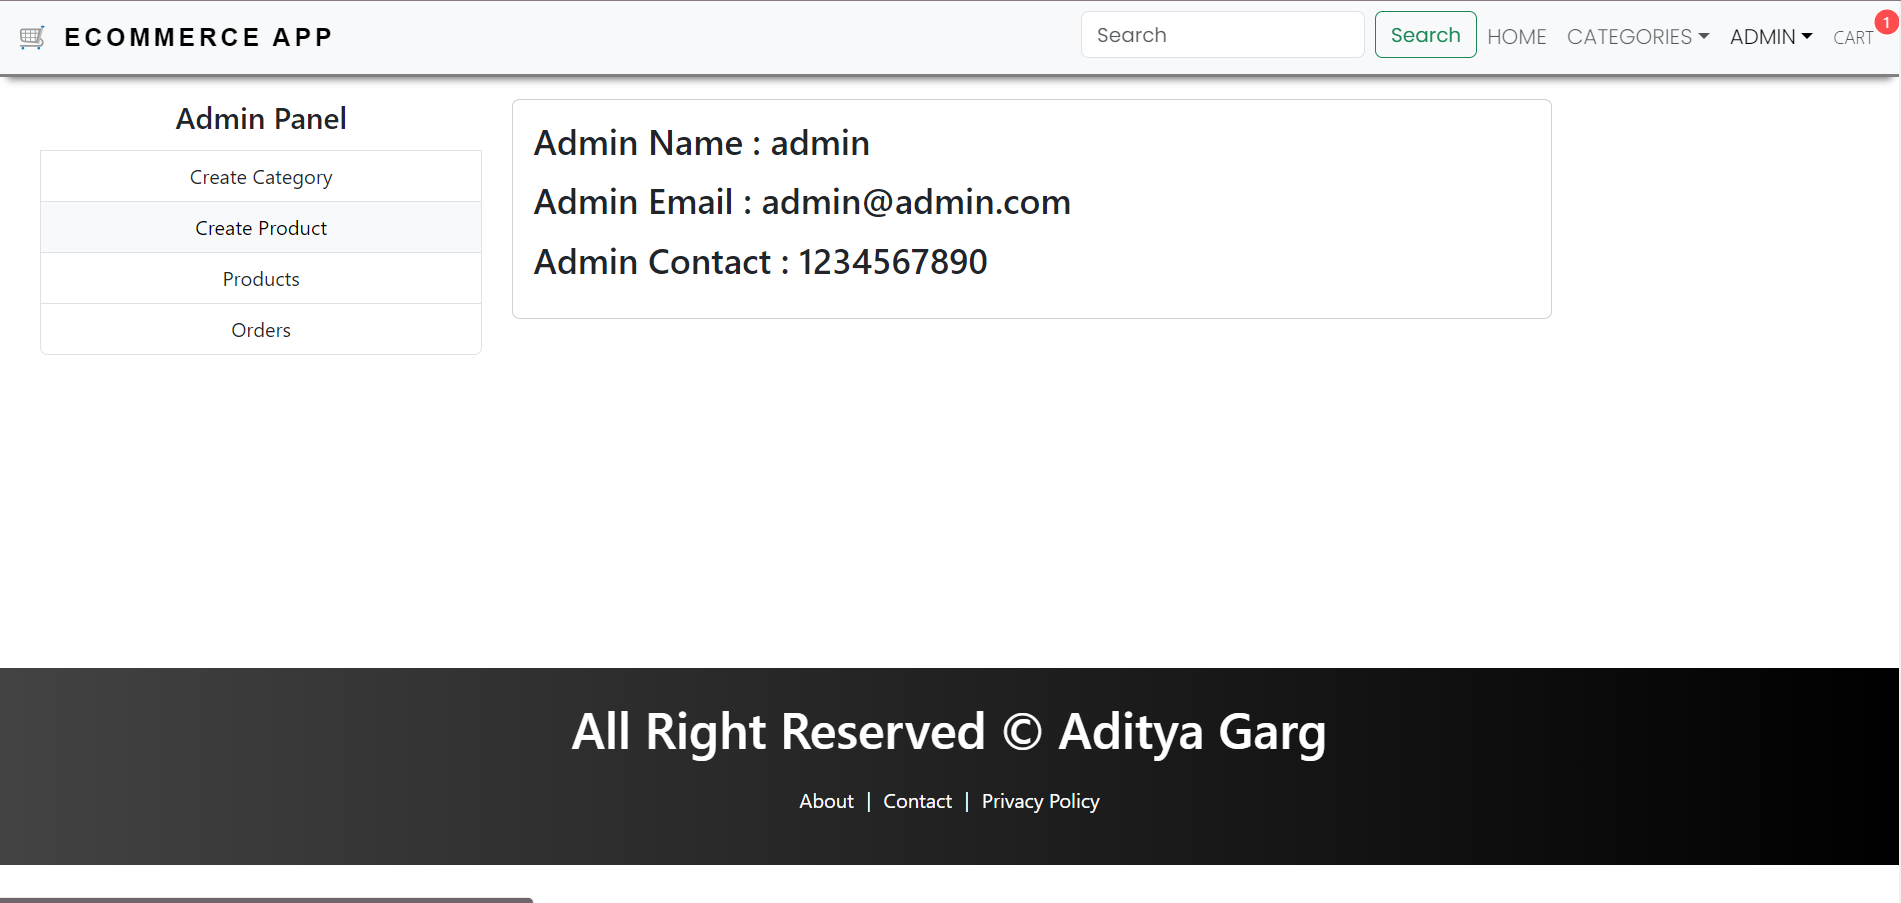 ECOMMERCE APP
Search Search HOME CATEGORIES ADMIN CART 1
Admin Panel
Create Category
Create Product
Products
Orders
Admin Name : admin
Admin Email : admin@admin.com
Admin Contact : 1234567890
All Right Reserved © Aditya Garg
About | Contact | Privacy Policy